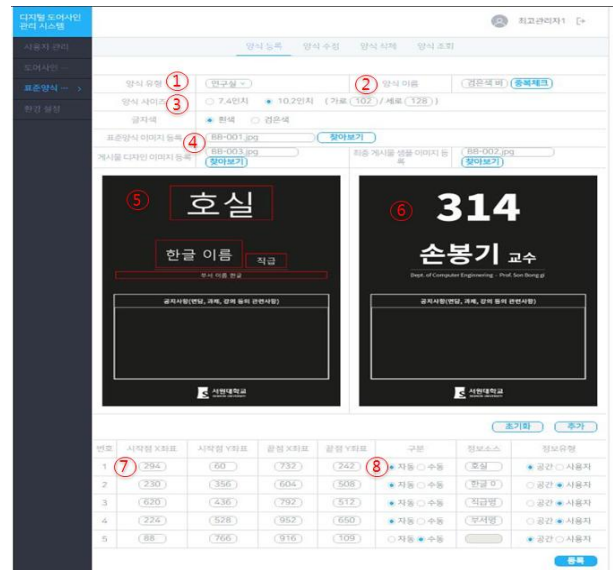 디지털 도어사인
관리 시스템
최고관리자1
사용자 관리
도어사인 ...
표준양식 ... >
환경 설정
양식 등록 양식 수정 양식 삭제 양식 조회
양식 유형 ① 연구실 ② 양식 이름 검은색 배 중복체크
양식 사이즈 ③ 7.4인치 10.2인치 (가로 102 / 세로 128 )
글자색 흰색 검은색
표준양식 이미지 등록 ④ BB-001.jpg 찾아보기
게시물 디자인 이미지 등록 BB-003.jpg 찾아보기 최종 게시물 샘플 이미지 등록 BB-002.jpg 찾아보기
⑤ 호실
한글 이름 직급
부서 이름 한글
공지사항(면담, 과제, 강의 등의 관련사항)
서원대학교
SEOWON UNIVERSITY
⑥ 314
손봉기 교수
Dept. of Computer Engineering - Prof. Son Bong gi
공지사항(면담, 과제, 강의 등의 관련사항)
서원대학교
SEOWON UNIVERSITY
초기화 추가
번호 시작점 X좌표 시작점 Y좌표 끝점 X좌표 끝점 Y좌표 구분 정보소스 정보유형
1 ⑦ 294 60 732 242 ⑧ 자동 수동 호실 공간 사용자
2 230 356 604 508 자동 수동 한글 이 공간 사용자
3 620 436 792 512 자동 수동 직급명 공간 사용자
4 224 528 952 650 자동 수동 부서명 공간 사용자
5 88 766 916 109 자동 수동 공간 사용자
등록